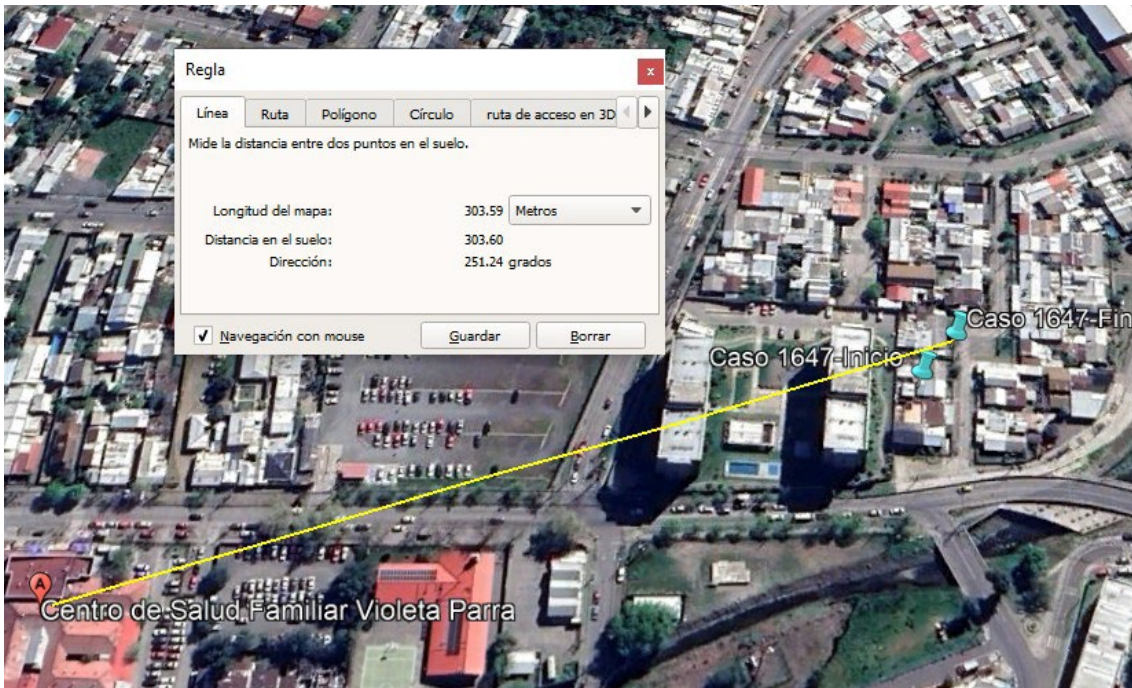 Regla
x
Línea Ruta Polígono Círculo ruta de acceso en 3D
Mide la distancia entre dos puntos en el suelo.
Longitud del mapa: 303.59 Metros
Distancia en el suelo: 303.60
Dirección: 251.24 grados
Navegación con mouse Guardar Borrar
Caso 1647-Fin
Caso 1647-Inicio
A
Centro de Salud Familiar Violeta Parra